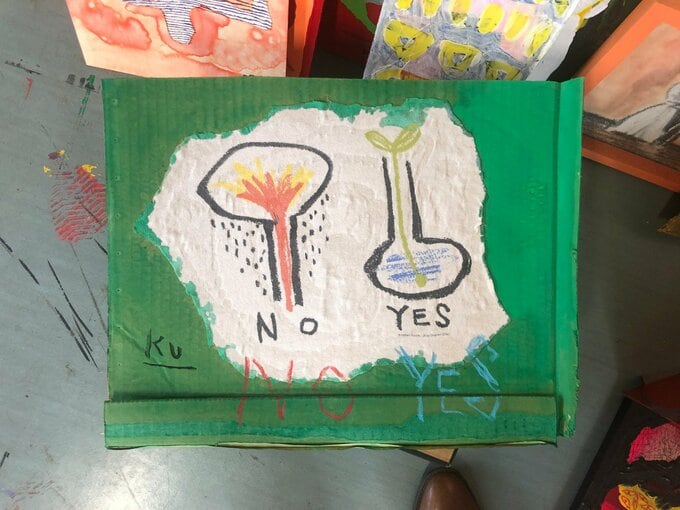 NO YES
KU
NO YES